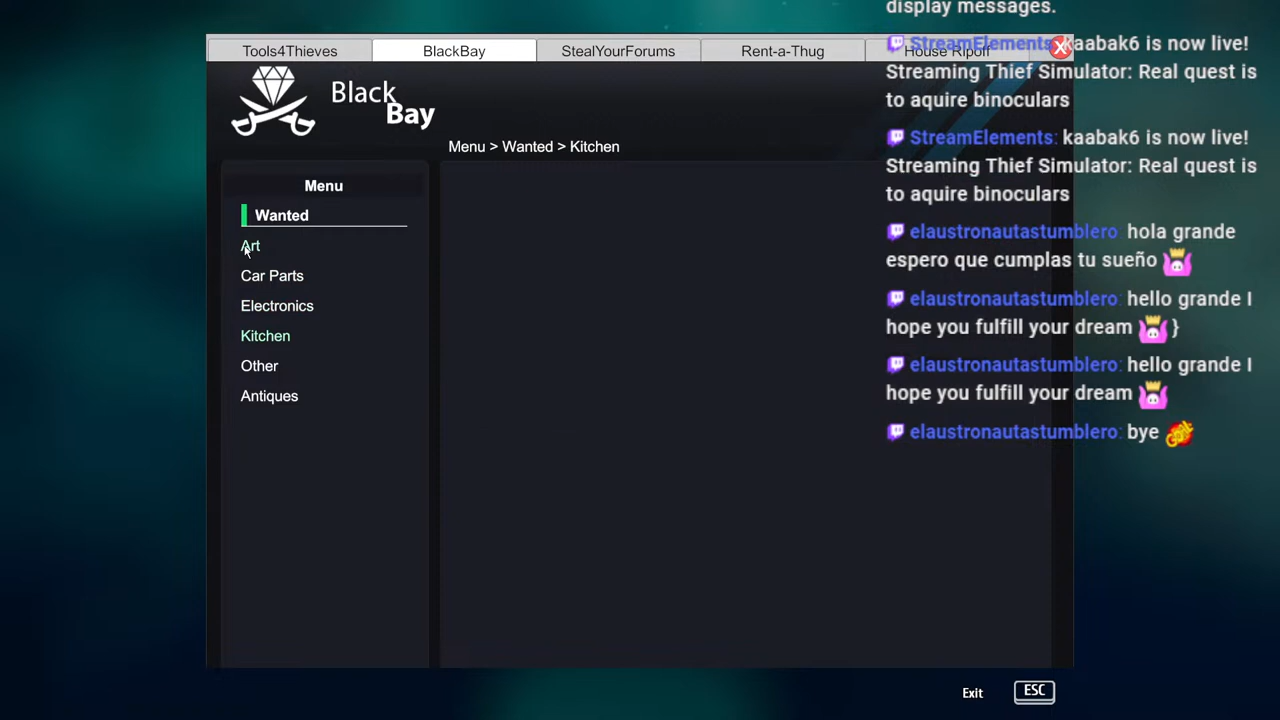 display messages.
Tools4Thieves
BlackBay
StealYourForums
Rent-a-Thug
House Ripoff
Black
Bay
Menu > Wanted > Kitchen
Menu
Wanted
Art
Car Parts
Electronics
Kitchen
Other
Antiques
StreamElements: kaabak6 is now live!
Streaming Thief Simulator: Real quest is
to aquire binoculars
StreamElements: kaabak6 is now live!
Streaming Thief Simulator: Real quest is
to aquire binoculars
elaustronautastumblero hola grande
espero que cumplas tu sueño
elaustronautastumblero: hello grande I
hope you fulfill your dream }
elaustronautastumblero: hello grande I
hope you fulfill your dream
elaustronautastumblero: bye
Exit ESC